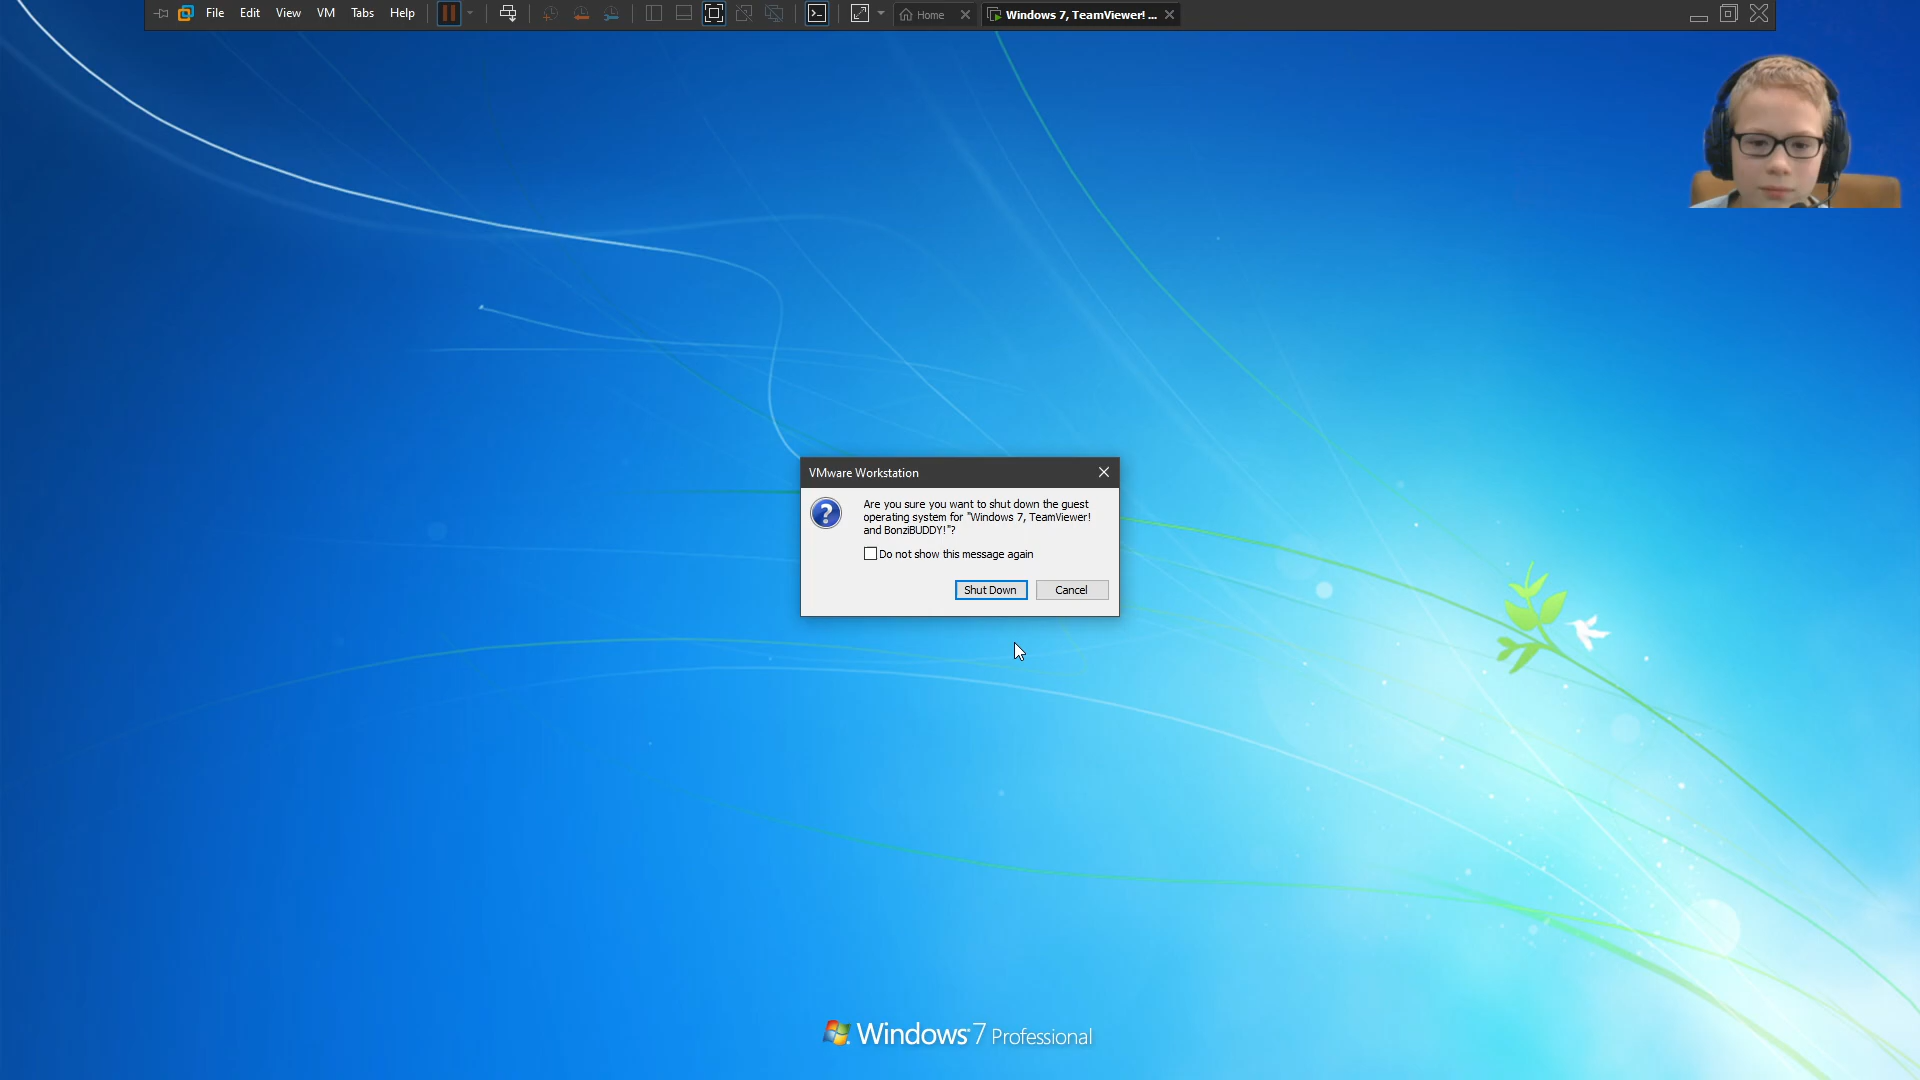 File Edit View VM Tabs Help Home Windows 7, TeamViewer! ...
VMware Workstation
Are you sure you want to shut down the guest
operating system for "Windows 7, TeamViewer!
and BonziBUDDY!"?
Do not show this message again
Shut Down Cancel
Windows 7 Professional